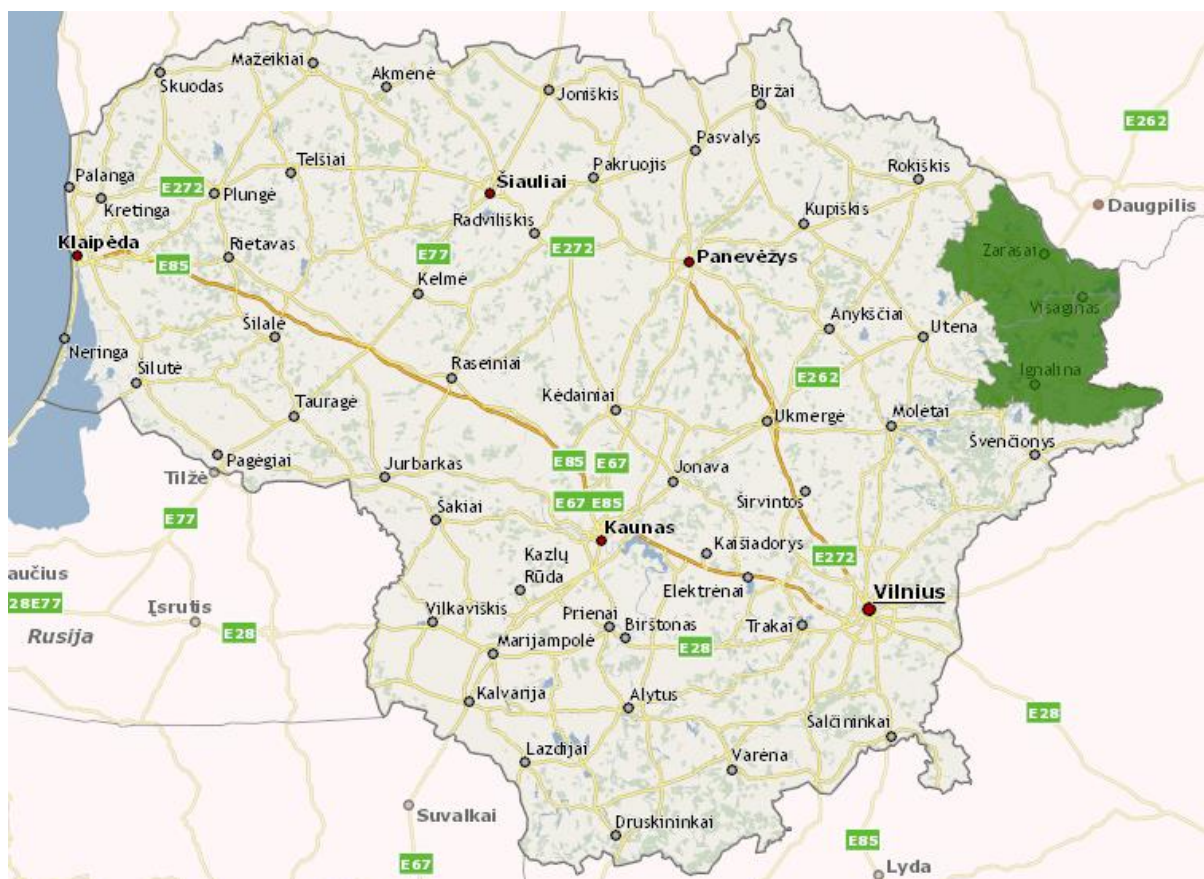 Mažeikiai
Akmenė
Skuodas
Joniškis
Biržai
E262
Pasvalys
Telšiai
Pakruojis
Rokiškis
Palanga
E272
Plungė
Šiauliai
Kretinga
Daugpilis
Radviliškis
Kupiškis
Klaipėda
Rietavas
E77
E272
Zarasai
Panevėžys
E85
Kelmė
Visaginas
Šilalė
Anykščiai
Utena
Neringa
Šilutė
Raseiniai
Ignalina
E262
Kėdainiai
Tauragė
Ukmergė
Molėtai
Švenčionys
Pagėgiai
E85
E67
Tilžė
Jurbarkas
Jonava
E77
Šakiai
E67
E85
Širvintos
Kaunas
aučius
Kazlų
Rūda
Kaišiadorys
E272
Elektrėnai
28E77
Įsrutis
Vilnius
Vilkaviškis
Prienai
Rusija
E28
Birštonas
Trakai
Marijampolė
E28
Kalvarija
Alytus
E28
Šalčininkai
Lazdijai
Varėna
Suvalkai
Druskininkai
E85
E67
Lyda